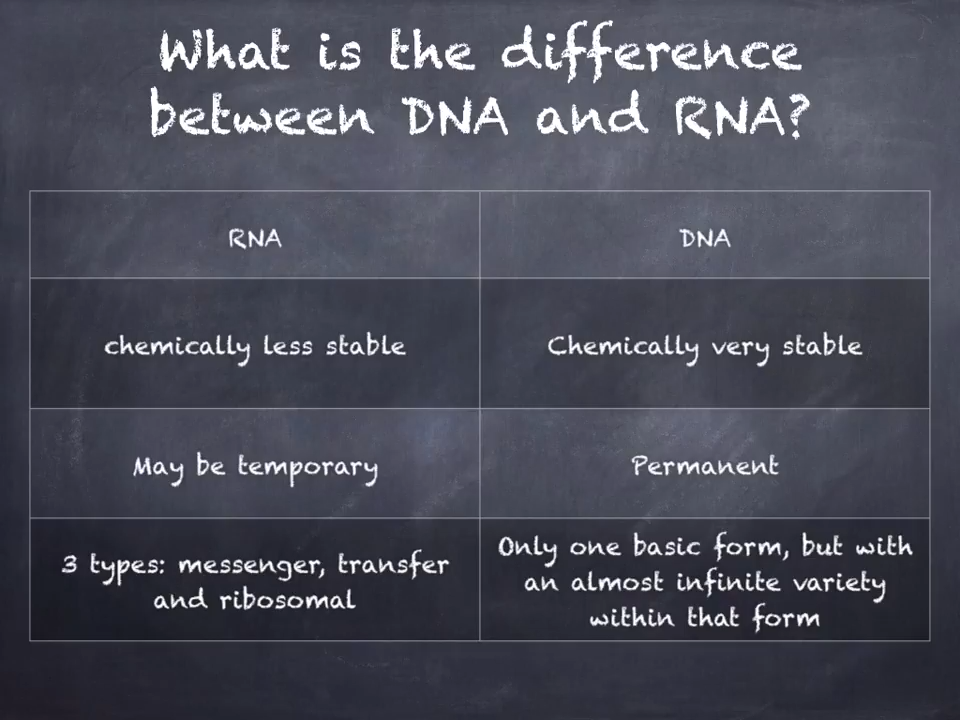 What is the difference
between DNA and RNA?
RNA
DNA
chemically less stable
Chemically very stable
May be temporary
Permanent
3 types: messenger, transfer
and ribosomal
Only one basic form, but with
an almost infinite variety
within that form